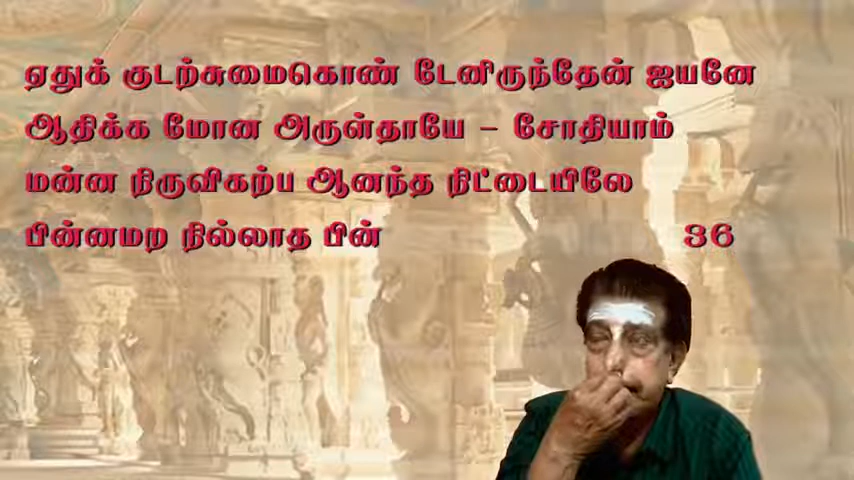 ஏதுக் குடற்சுமைகொண் டேனிருந்தேன் ஐயனே
ஆதிக்க மோன அருள்தாயே – சோதியாம்
மன்ன நிருவிகற்ப ஆனந்த நிட்டையிலே
பின்னமற நில்லாத பின் 36